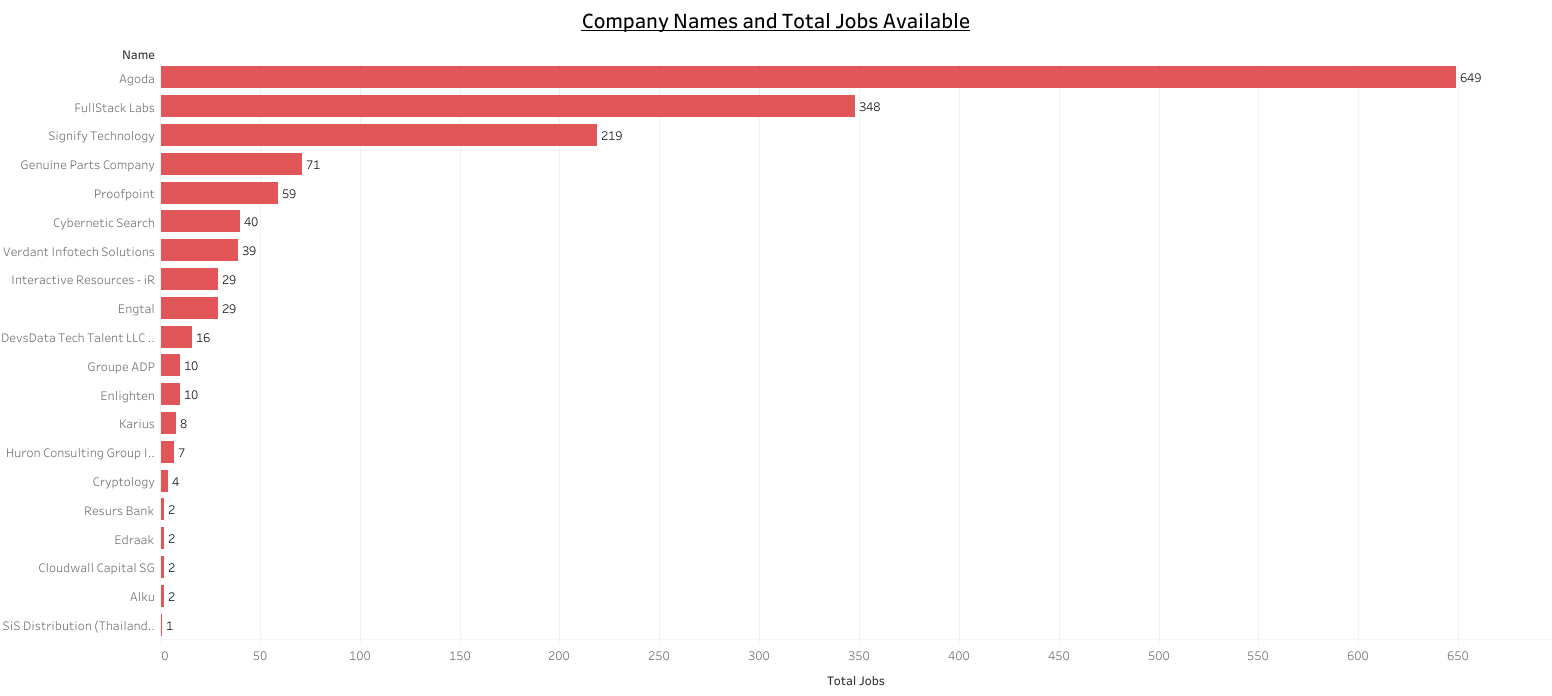 Company Names and Total Jobs Available
Name
Agoda 649
FullStack Labs 348
Signify Technology 219
Genuine Parts Company 71
Proofpoint 59
Cybernetic Search 40
Verdant Infotech Solutions 39
Interactive Resources - iR 29
Engtal 29
DevsData Tech Talent LLC .. 16
Groupe ADP 10
Enlighten 10
Karius 8
Huron Consulting Group I.. 7
Cryptology 4
Resurs Bank 2
Edraak 2
Cloudwall Capital SG 2
Alku 2
SiS Distribution (Thailand.. 1
0 50 100 150 200 250 300 350 400 450 500 550 600 650
Total Jobs